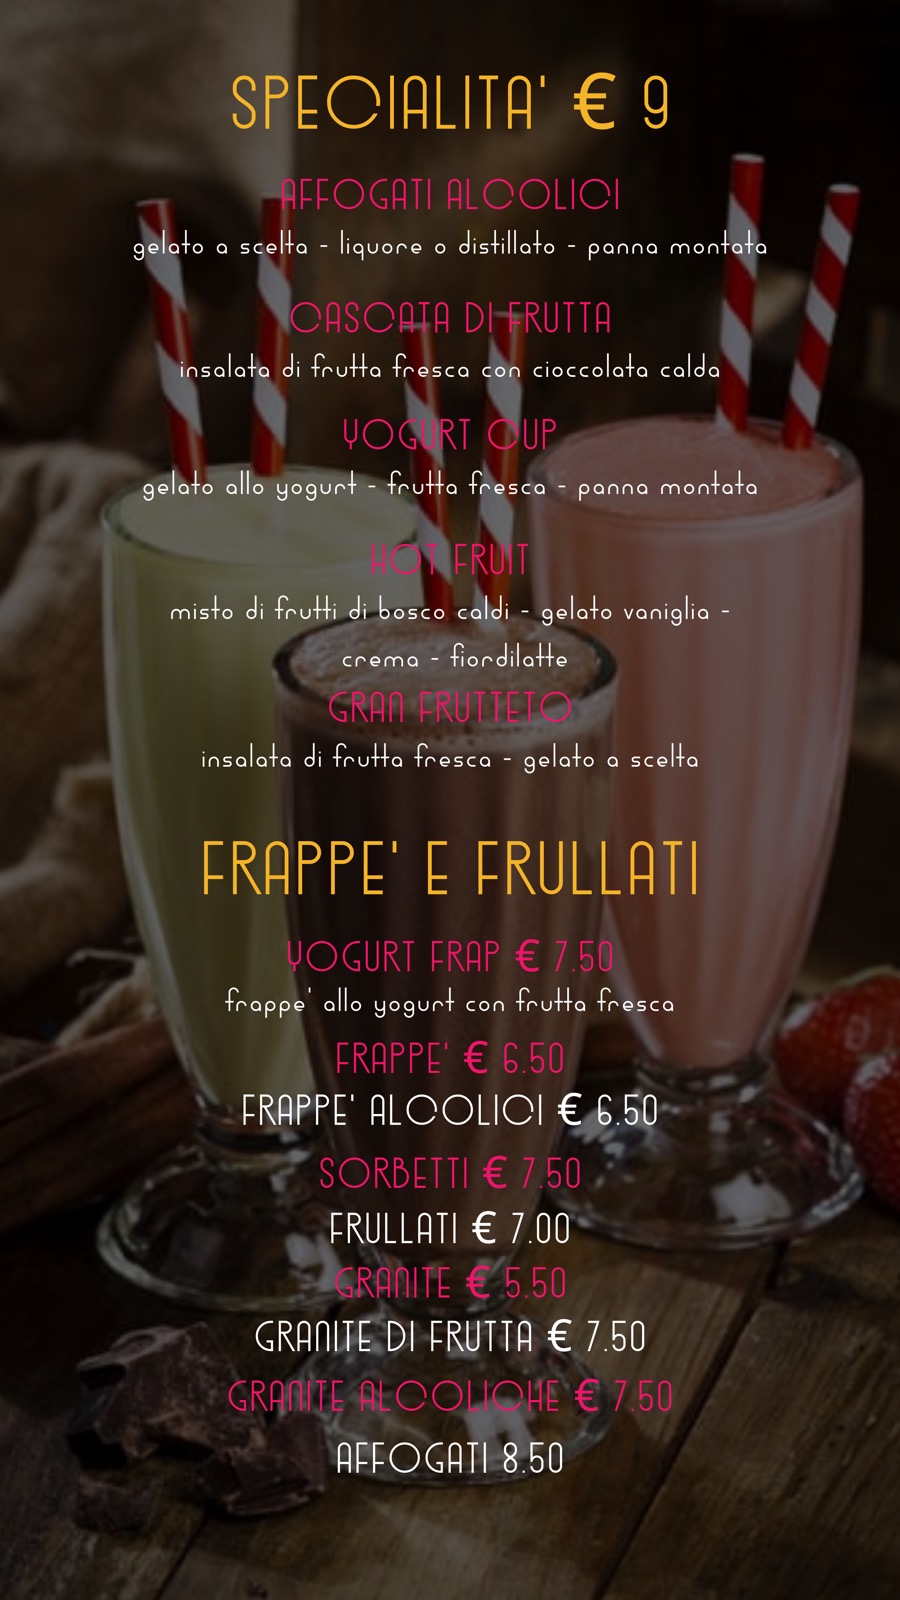 SPECIALITA' € 9
AFFOGATI ALCOLICI
gelato a scelta - liquore o distillato - panna montata
CASCATA DI FRUTTA
insalata di frutta fresca con cioccolata calda
YOGURT CUP
gelato allo yogurt - frutta fresca - panna montata
HOT FRUIT
misto di frutti di bosco caldi - gelato vaniglia -
crema - fiordilatte
GRAN FRUTTETO
insalata di frutta fresca - gelato a scelta
FRAPPE' E FRULLATI
YOGURT FRAP € 7.50
frappe' allo yogurt con frutta fresca
FRAPPE' € 6.50
FRAPPE' ALCOLICI € 6.50
SORBETTI € 7.50
FRULLATI € 7.00
GRANITE € 5.50
GRANITE DI FRUTTA € 7.50
GRANITE ALCOLICHE € 7.50
AFFOGATI 8.50